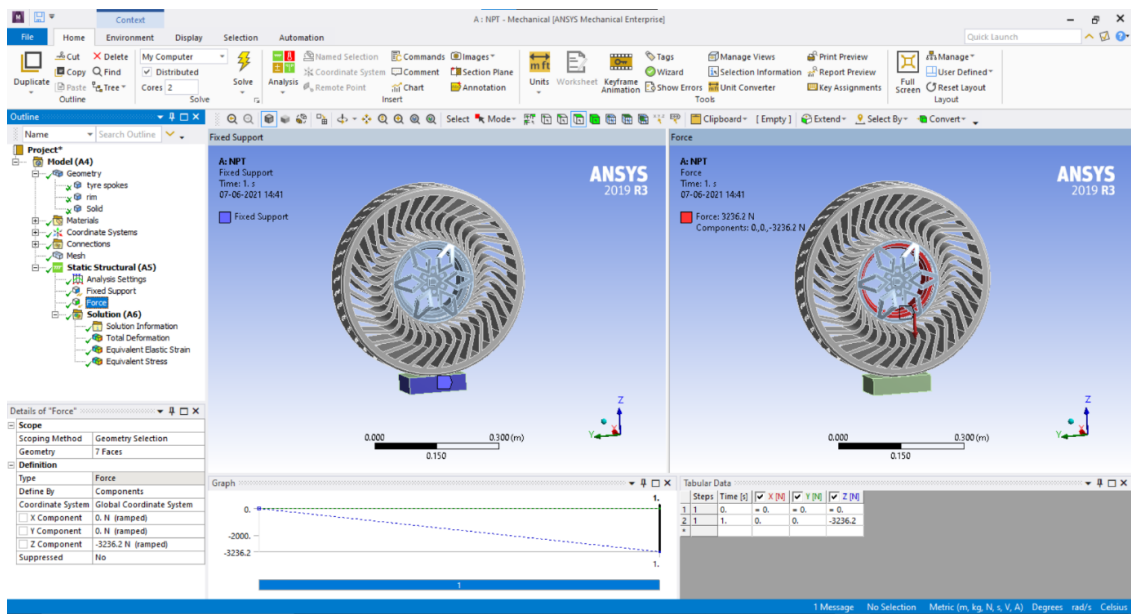 Context
A : NPT - Mechanical [ANSYS Mechanical Enterprise]
File Home Environment Display Selection Automation Quick Launch
Duplicate
Cut
Copy
Paste
Delete
Find
Tree
Outline
My Computer
Distributed
Cores 2
Solve
Solve
Analysis
Named Selection
Coordinate System
Remote Point
Commands
Comment
Chart
Images
Section Plane
Annotation
Insert
Units
Worksheet
Keyframe
Animation
Tags
Wizard
Show Errors
Manage Views
Selection Information
Unit Converter
Print Preview
Report Preview
Key Assignments
Tools
Full
Screen
Manage
User Defined
Reset Layout
Layout
Outline
Name Search Outline
Select Mode Clipboard [ Empty ] Extend Select By Convert
Project*
Model (A4)
Geometry
tyre spokes
rim
Solid
Materials
Coordinate Systems
Connections
Mesh
Static Structural (A5)
Analysis Settings
Fixed Support
Force
Solution (A6)
Solution Information
Total Deformation
Equivalent Elastic Strain
Equivalent Stress
Fixed Support
A: NPT
Fixed Support
Time: 1. s
07-06-2021 14:41
Fixed Support
ANSYS
2019 R3
Z
Y
0.000 0.300 (m)
0.150
Force
A: NPT
Force
Time: 1. s
07-06-2021 14:41
Force: 3236.2 N
Components: 0,0,-3236.2 N
ANSYS
2019 R3
Z
Y
0.000 0.300 (m)
0.150
Details of "Force"
Scope
Scoping Method Geometry Selection
Geometry 7 Faces
Definition
Type Force
Define By Components
Coordinate System Global Coordinate System
X Component 0. N (ramped)
Y Component 0. N (ramped)
Z Component -3236.2 N (ramped)
Suppressed No
Graph
1.
0.
-2000.
-3236.2
1.
1
Tabular Data
Steps Time [s] X [N] Y [N] Z [N]
1 1 0. = 0. = 0. = 0.
2 1 1. 0. 0. -3236.2
*
1 Message No Selection Metric (m, kg, N, s, V, A) Degrees rad/s Celsius